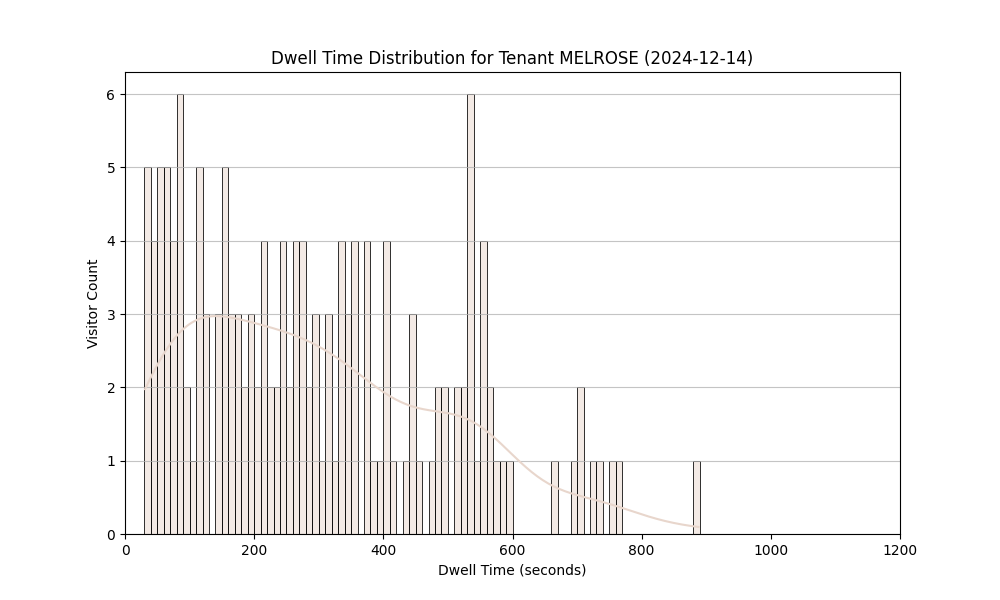 Dwell Time Distribution for Tenant MELROSE (2024-12-14)
6
5
4
3
2
1
0
Visitor Count
0 200 400 600 800 1000 1200
Dwell Time (seconds)